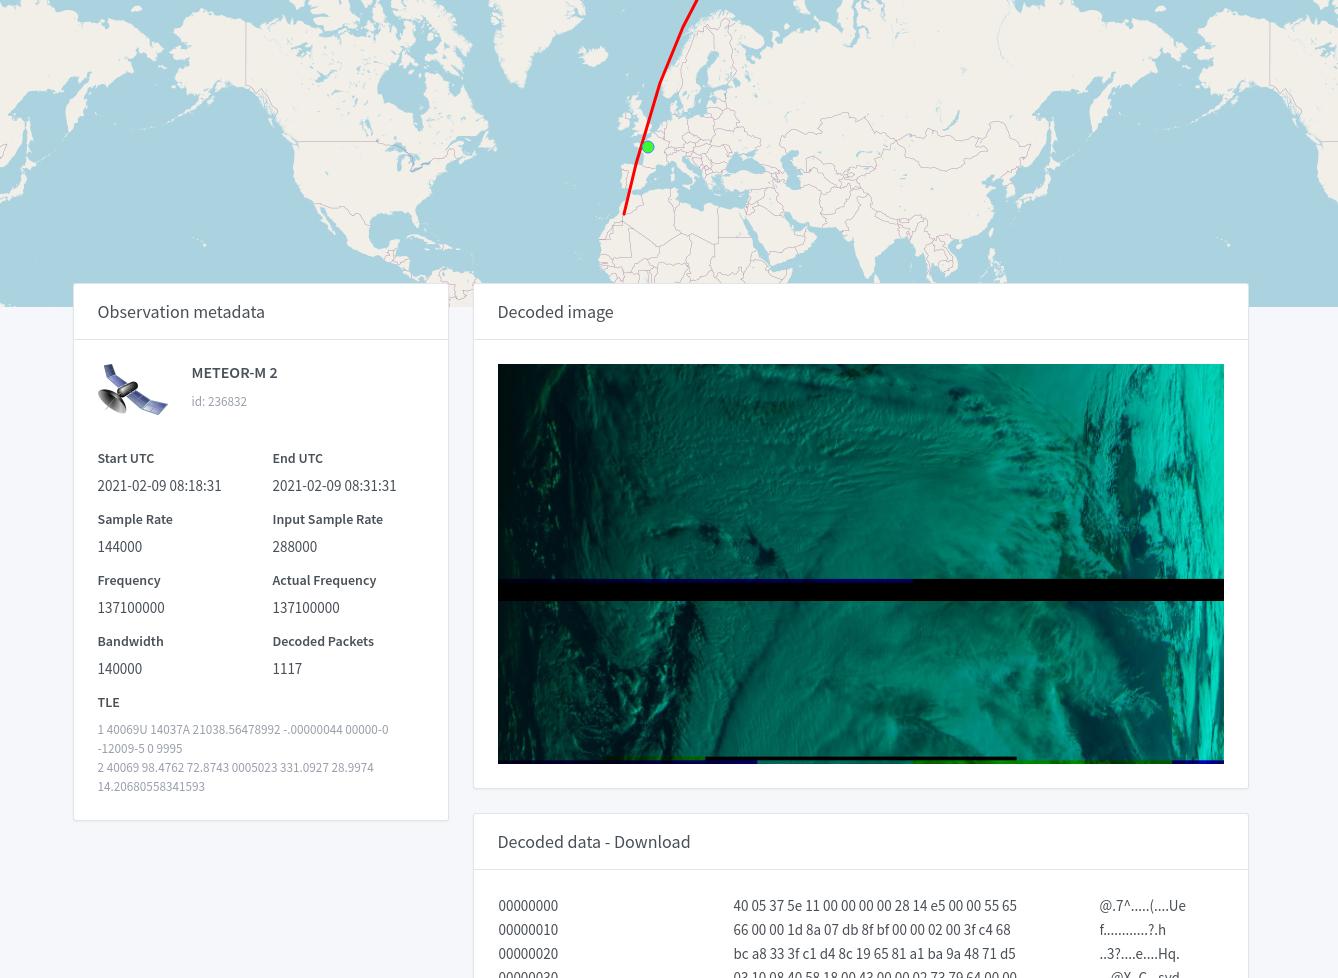 Observation metadata
METEOR-M 2
id: 236832
Start UTC
End UTC
2021-02-09 08:18:31
2021-02-09 08:31:31
Sample Rate
Input Sample Rate
144000
288000
Frequency
Actual Frequency
137100000
137100000
Bandwidth
Decoded Packets
140000
1117
TLE
1 40069U 14037A 21038.56478992 -.00000044 00000-0
-12009-5 0 9995
2 40069 98.4762 72.8743 0005023 331.0927 28.9974
14.20680558341593
Decoded image
Decoded data - Download
00000000 40 05 37 5e 11 00 00 00 00 28 14 e5 00 00 55 65 @.7^.....(....Ue
00000010 66 00 00 1d 8a 07 db 8f bf 00 00 02 00 3f c4 68 f............?.h
00000020 bc a8 33 3f c1 d4 8c 19 65 81 a1 ba 9a 48 71 d5 ..3?....e....Hq.